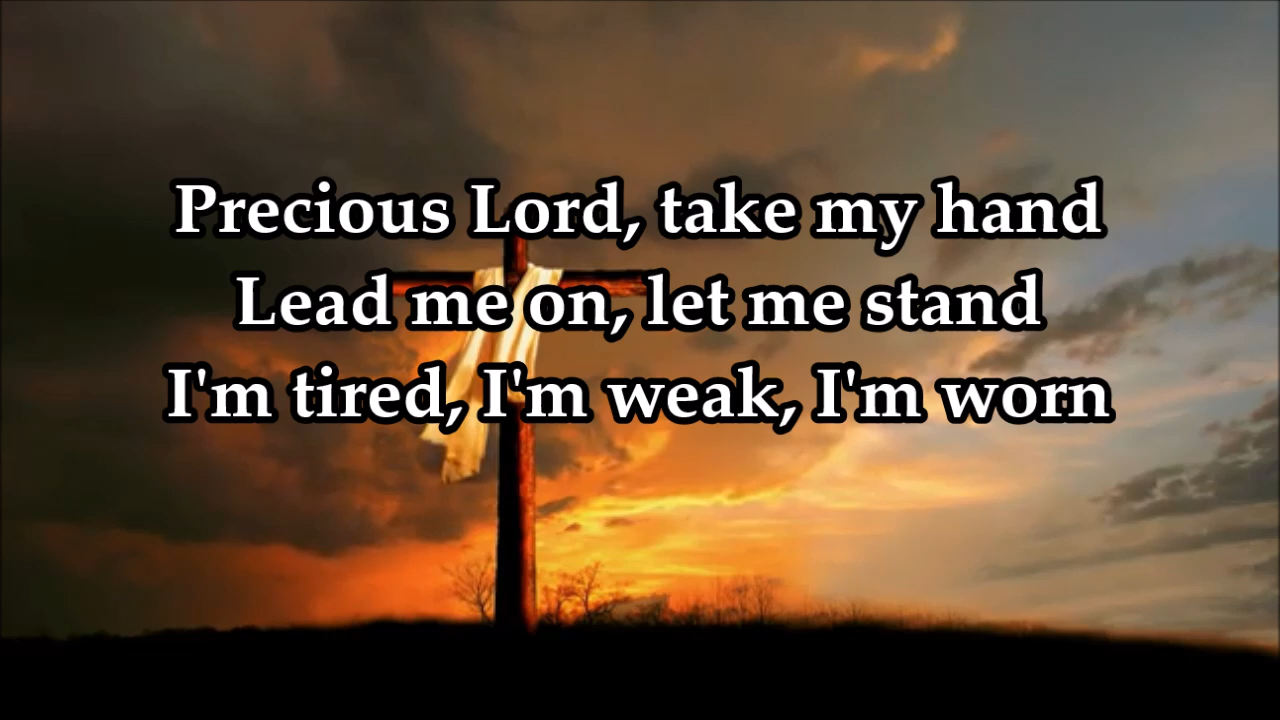 Precious Lord, take my hand
Lead me on, let me stand
I'm tired, I'm weak, I'm worn